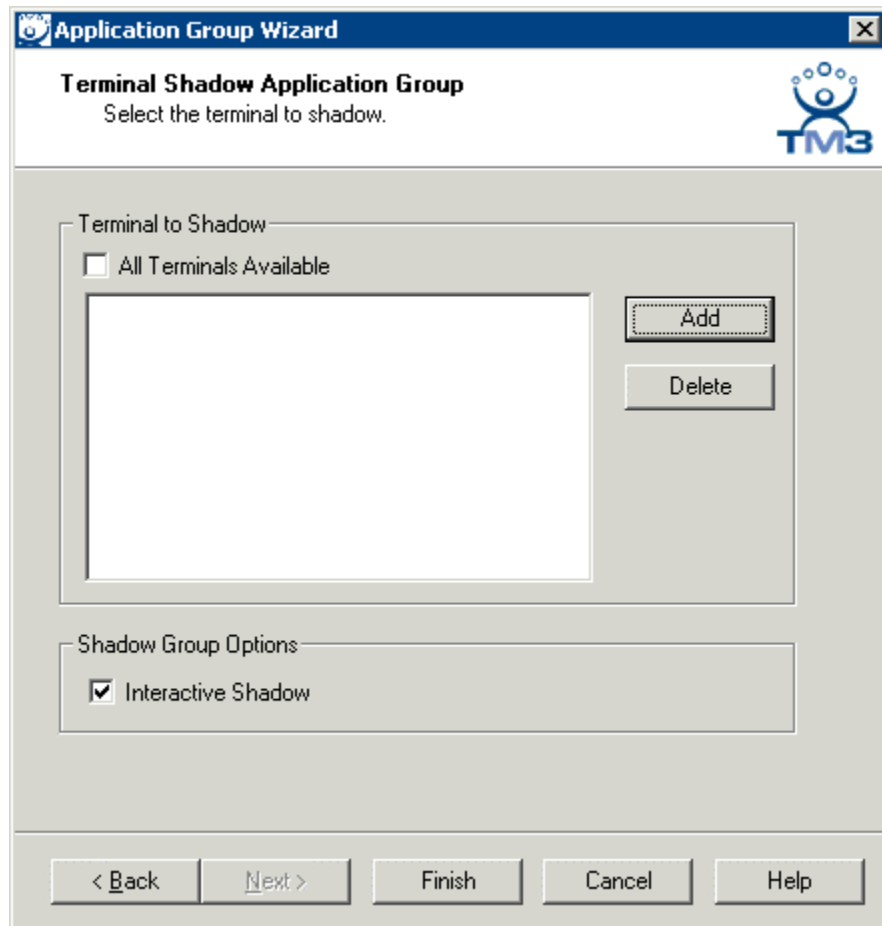 Application Group Wizard
Terminal Shadow Application Group
Select the terminal to shadow.
TM3
Terminal to Shadow
All Terminals Available
Add
Delete
Shadow Group Options
Interactive Shadow
< Back
Next >
Finish
Cancel
Help